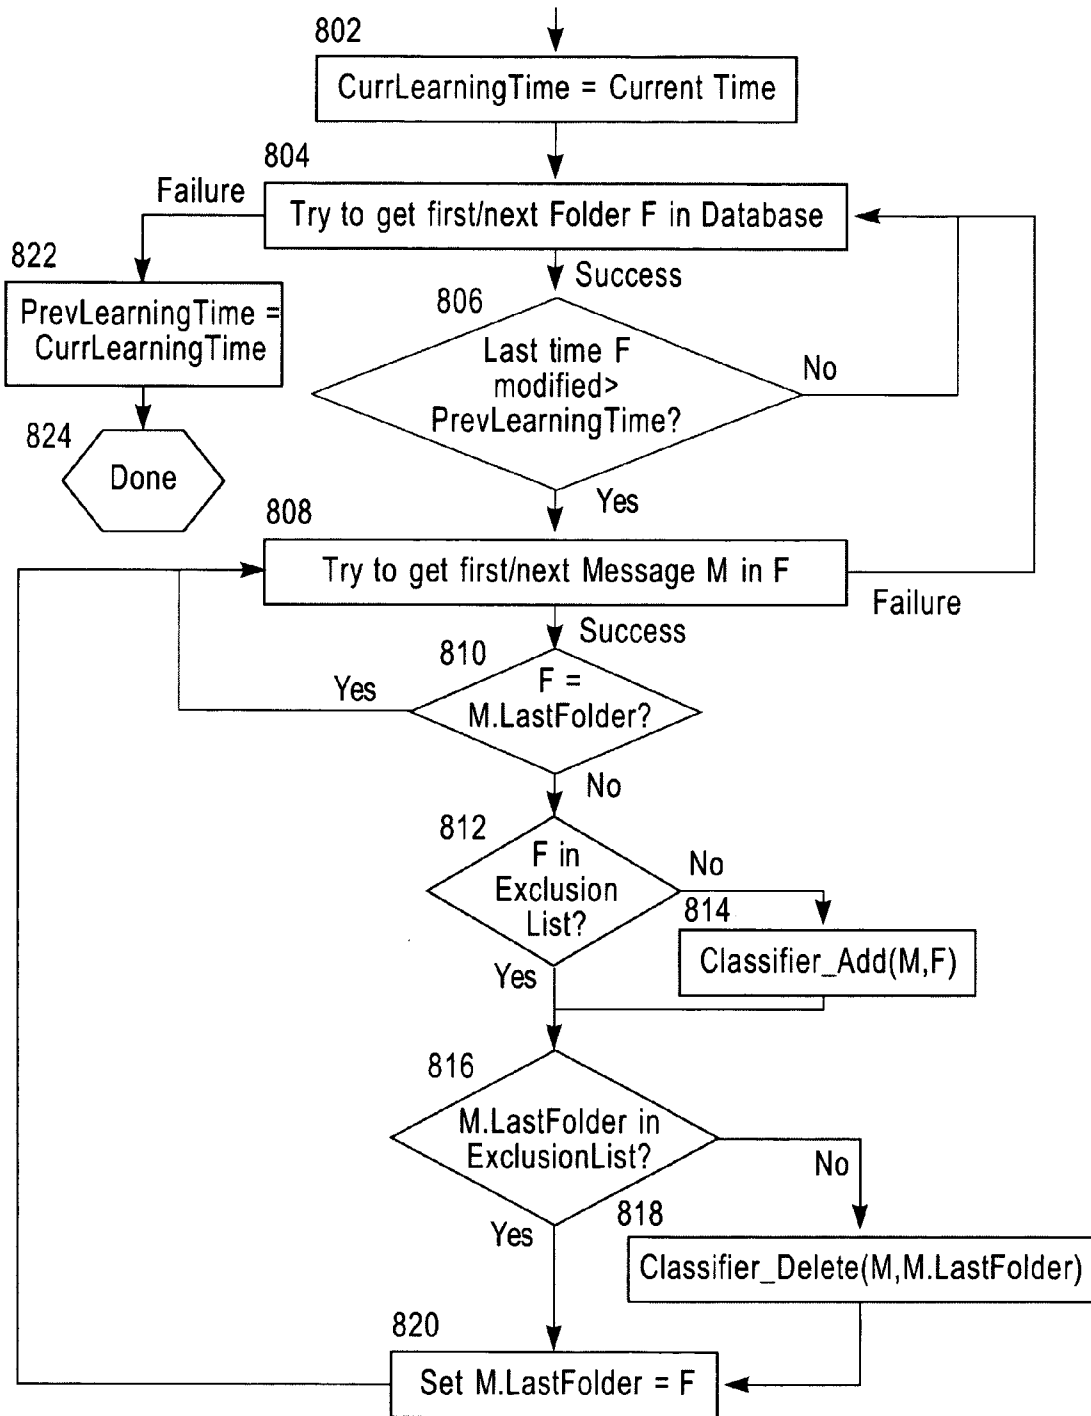 802
CurrLearningTime = Current Time
804
Failure
Try to get first/next Folder F in Database
822
Success
806
PrevLearningTime =
CurrLearningTime
Last time F
modified>
PrevLearningTime?
No
824
Done
Yes
808
Try to get first/next Message M in F
Failure
Success
810
Yes
F =
M.LastFolder?
No
812
F in
Exclusion
List?
No
814
Classifier_Add(M,F)
Yes
816
M.LastFolder in
ExclusionList?
No
818
Yes
Classifier_Delete(M,M.LastFolder)
820
Set M.LastFolder = F